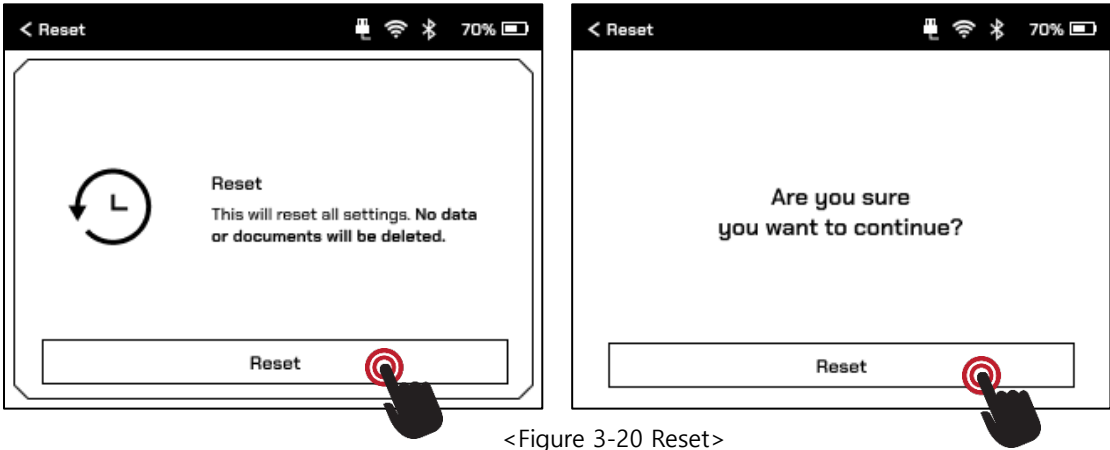 < Reset 70%
Reset
This will reset all settings. No data
or documents will be deleted.
Reset
< Reset 70%
Are you sure
you want to continue?
Reset
<Figure 3-20 Reset>